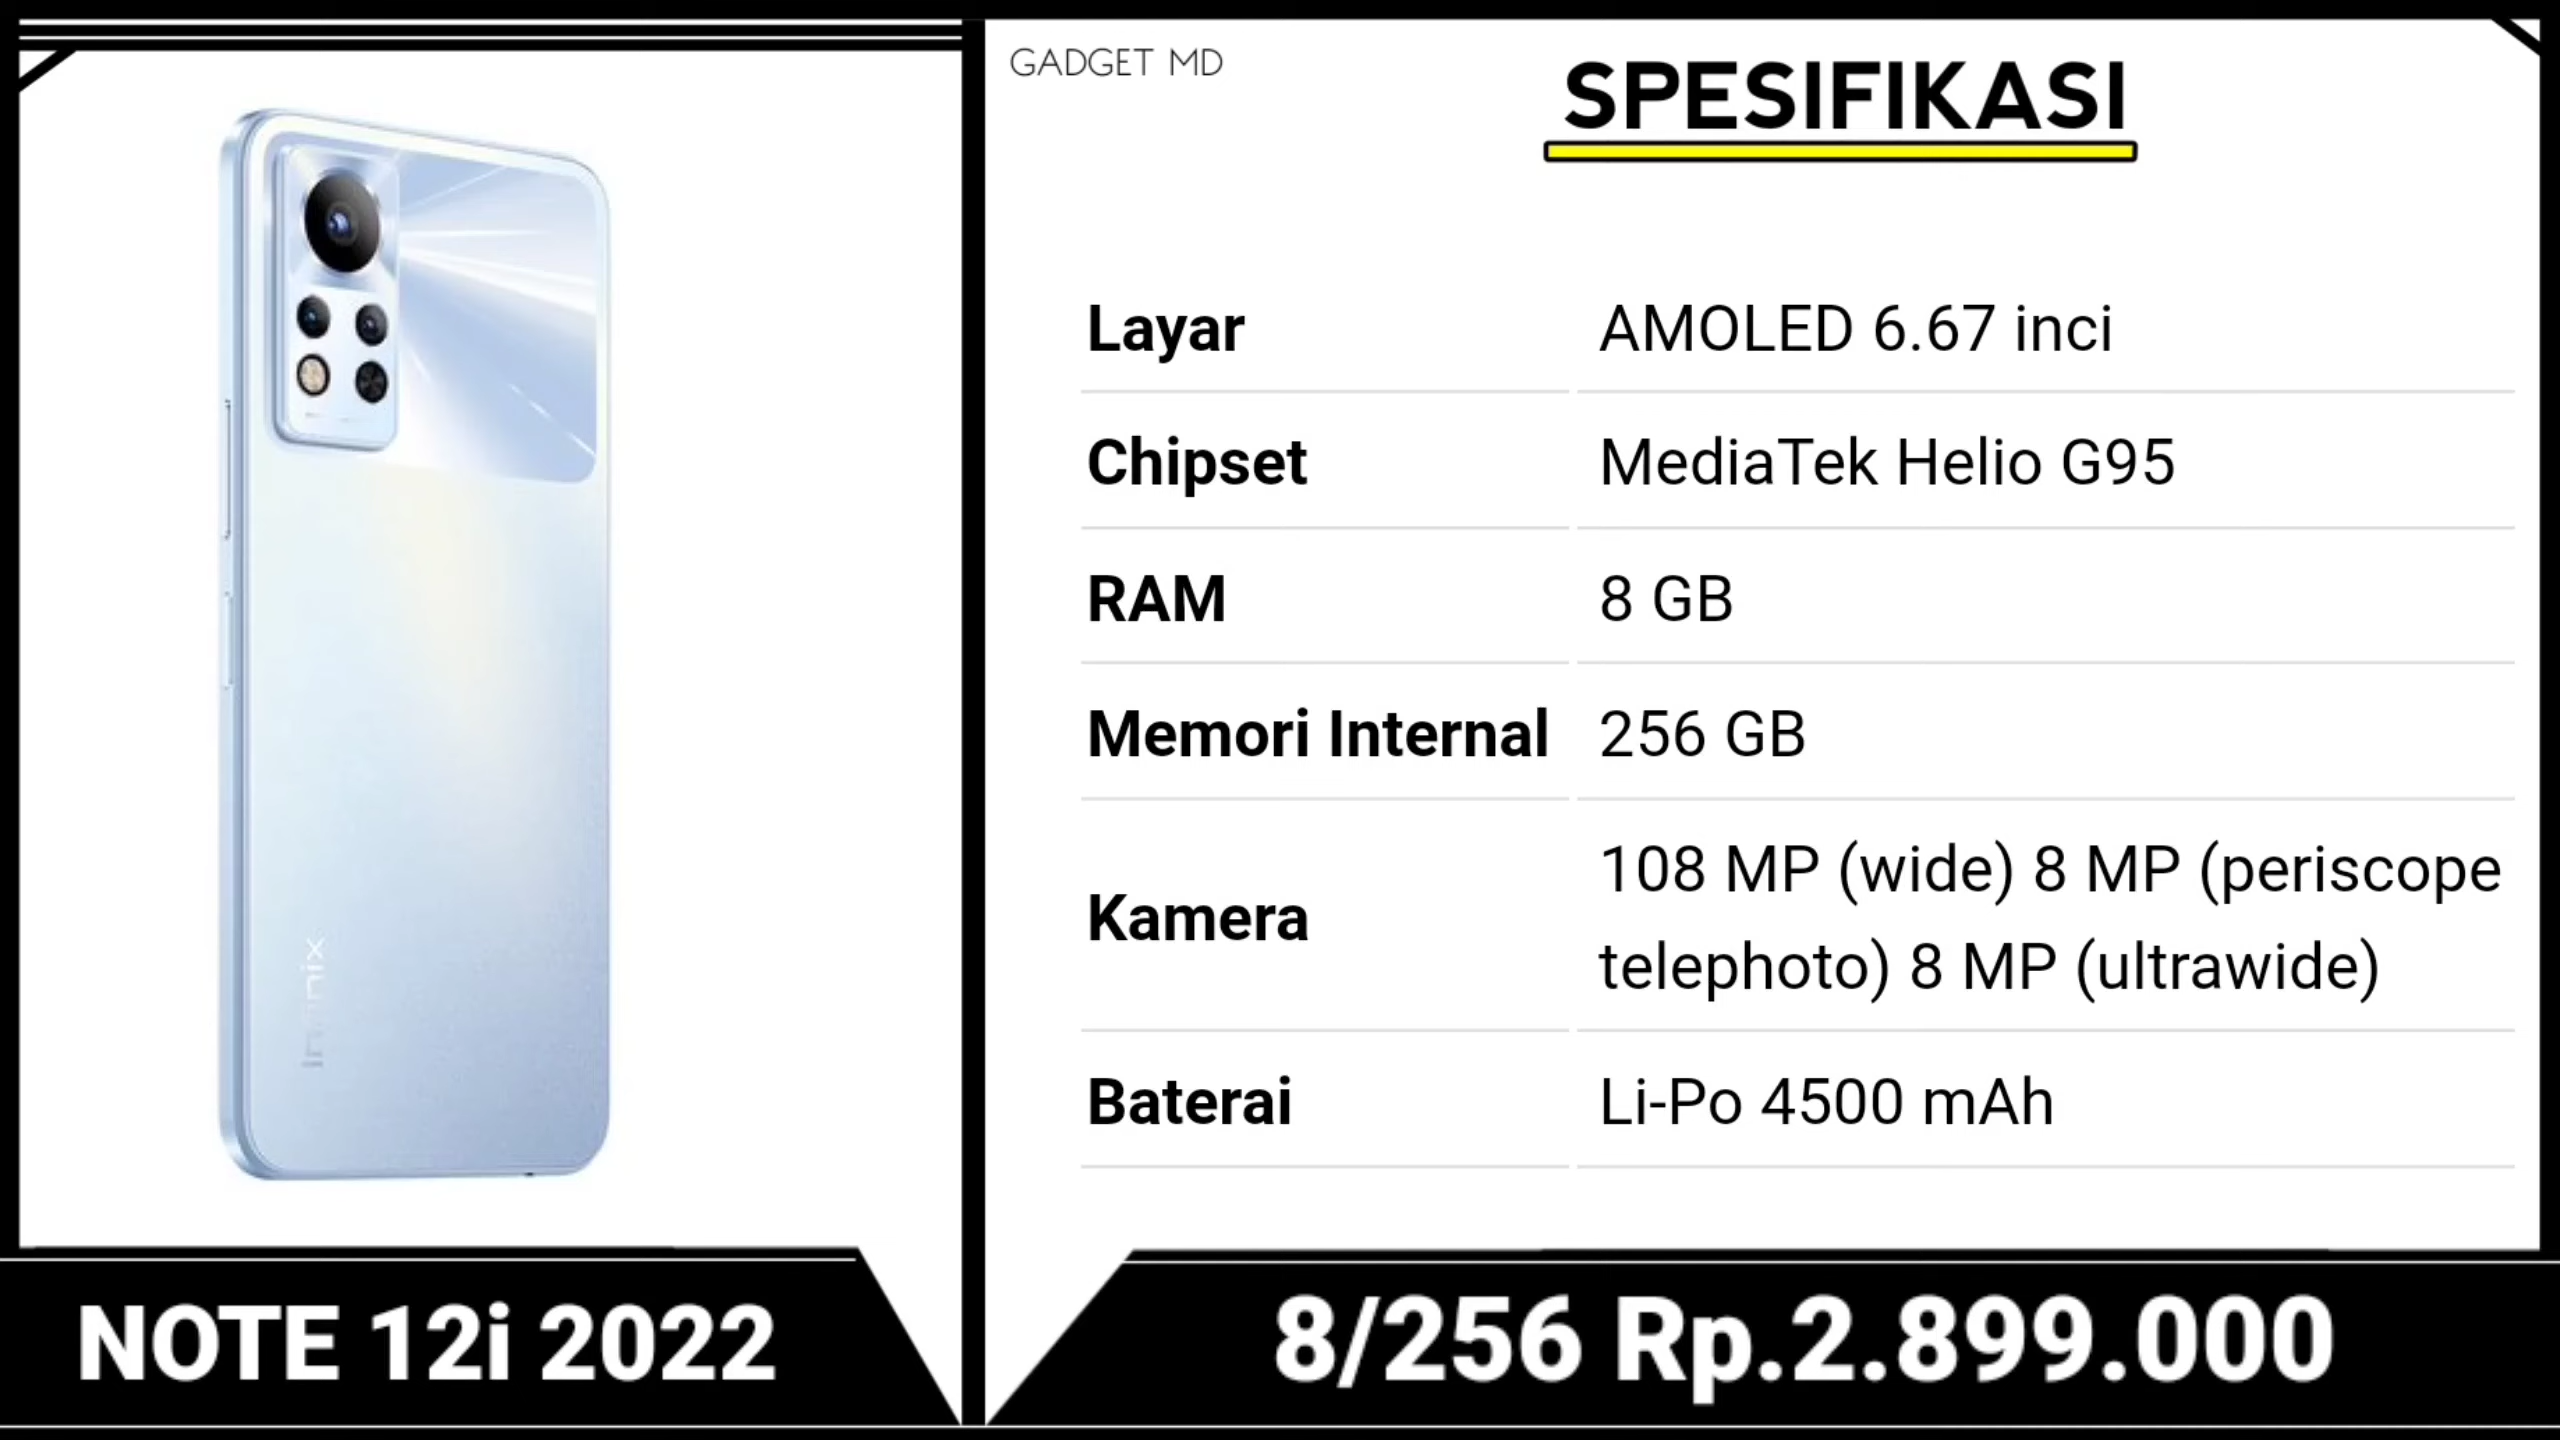 GADGET MD
SPESIFIKASI
Layar AMOLED 6.67 inci
Chipset MediaTek Helio G95
RAM 8 GB
Memori Internal 256 GB
Kamera 108 MP (wide) 8 MP (periscope
telephoto) 8 MP (ultrawide)
Baterai Li-Po 4500 mAh
Infinix
NOTE 12i 2022
8/256 Rp.2.899.000